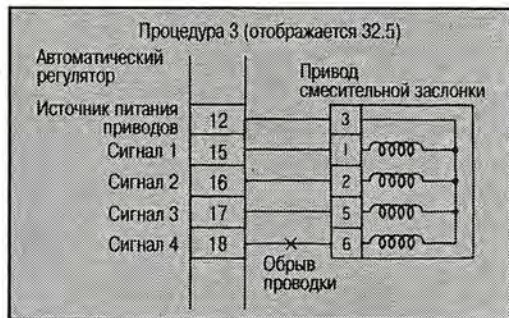 Процедура 3 (отображается 32.5)
Автоматический
регулятор
Привод
смесительной заслонки
Источник питания
приводов
12
3
Сигнал 1
15
1
Сигнал 2
16
2
Сигнал 3
17
5
Сигнал 4
18
6
Обрыв
проводки